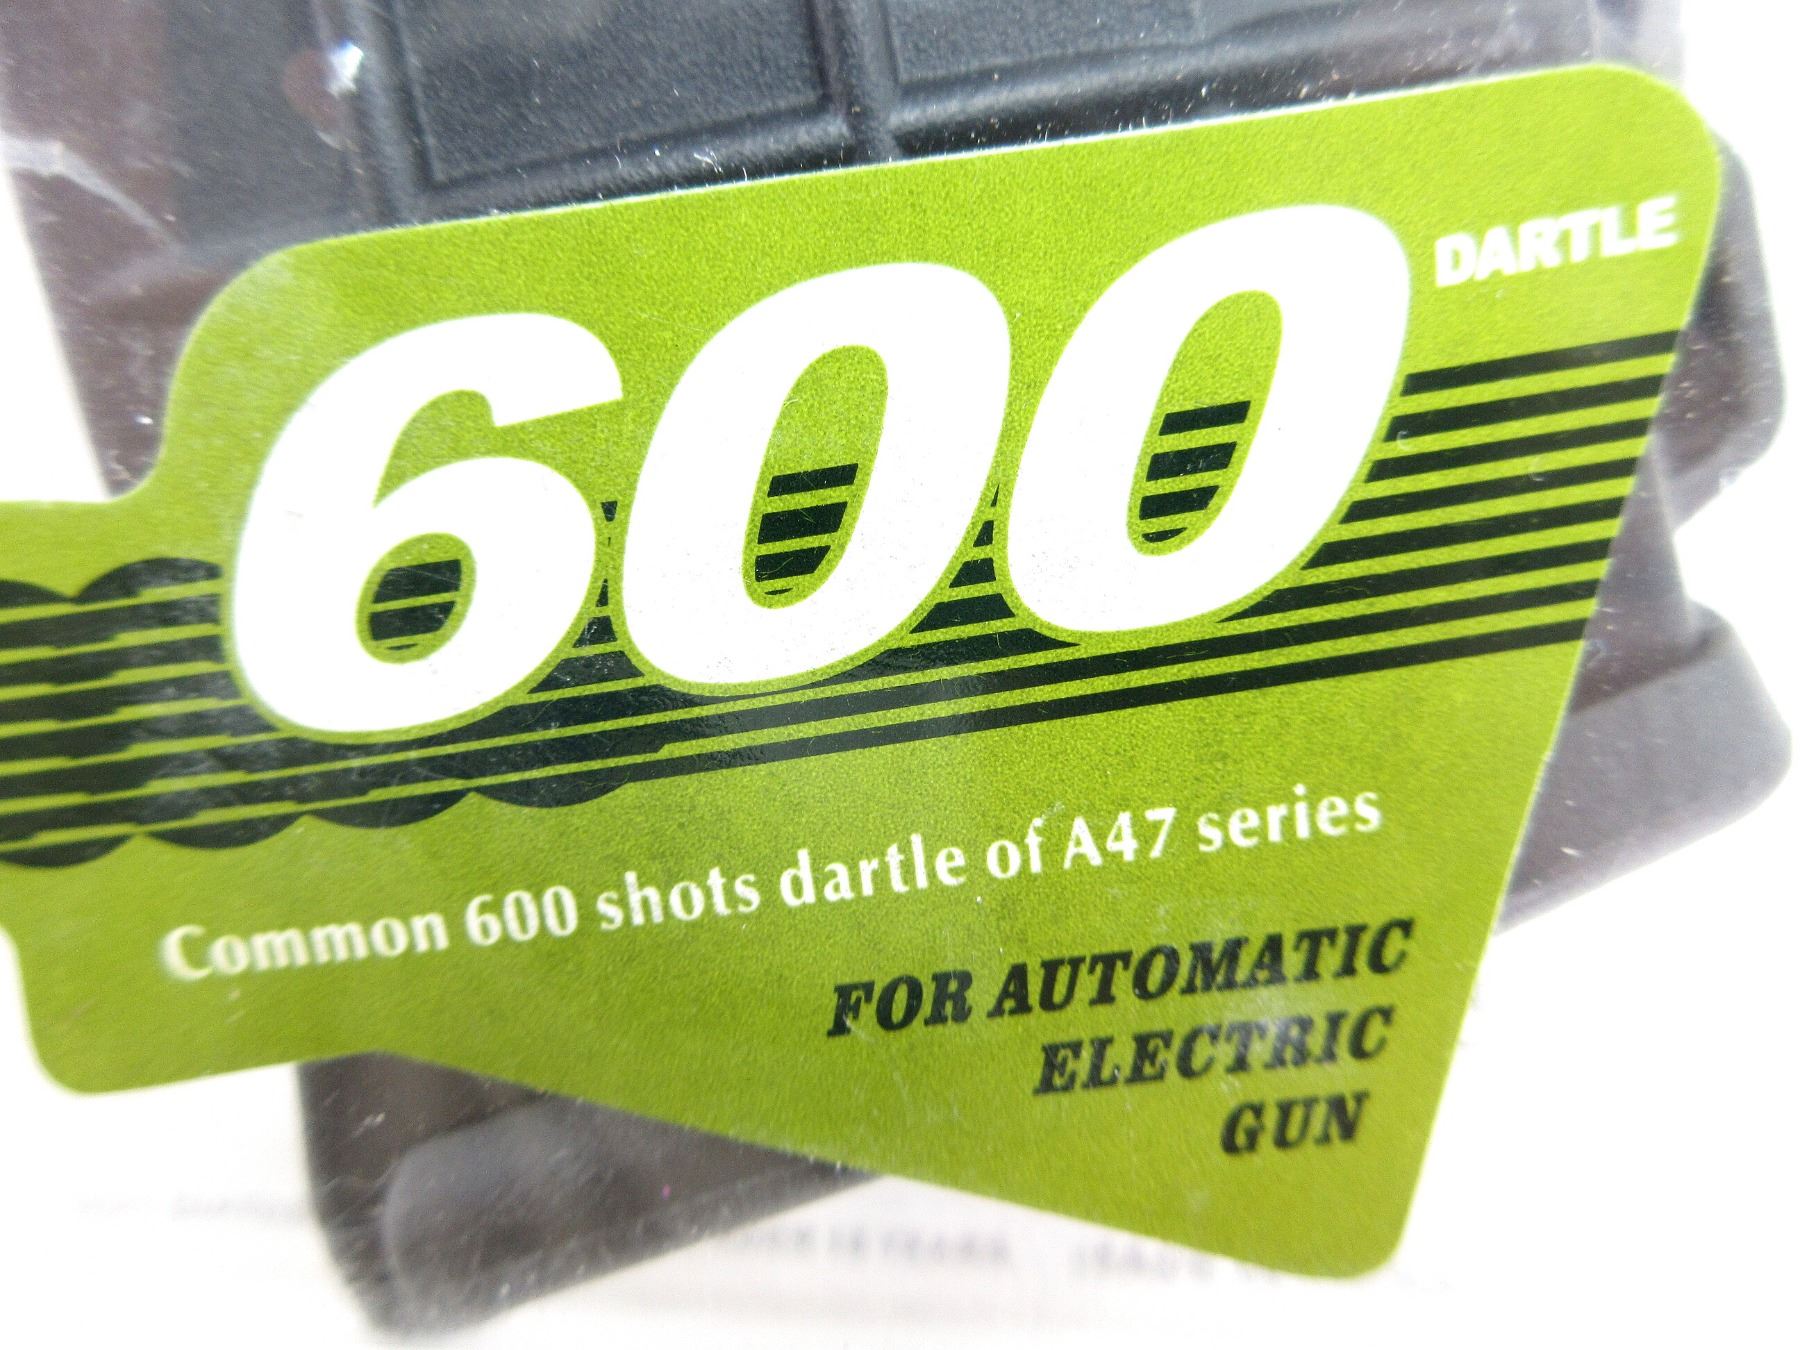 600 DARTLE
Common 600 shots dartle of A47 series
FOR AUTOMATIC
ELECTRIC
GUN